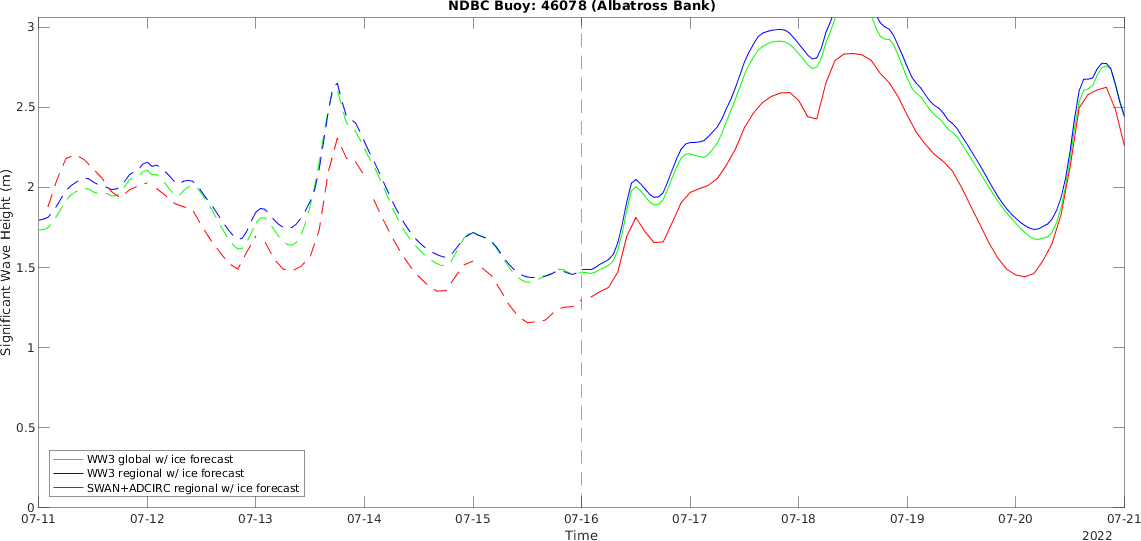 NDBC Buoy: 46078 (Albatross Bank)
3
2.5
2
1.5
1
0.5
0
Significant Wave Height (m)
WW3 global w/ ice forecast
WW3 regional w/ ice forecast
SWAN+ADCIRC regional w/ ice forecast
07-11 07-12 07-13 07-14 07-15 07-16 07-17 07-18 07-19 07-20 07-21
Time
2022